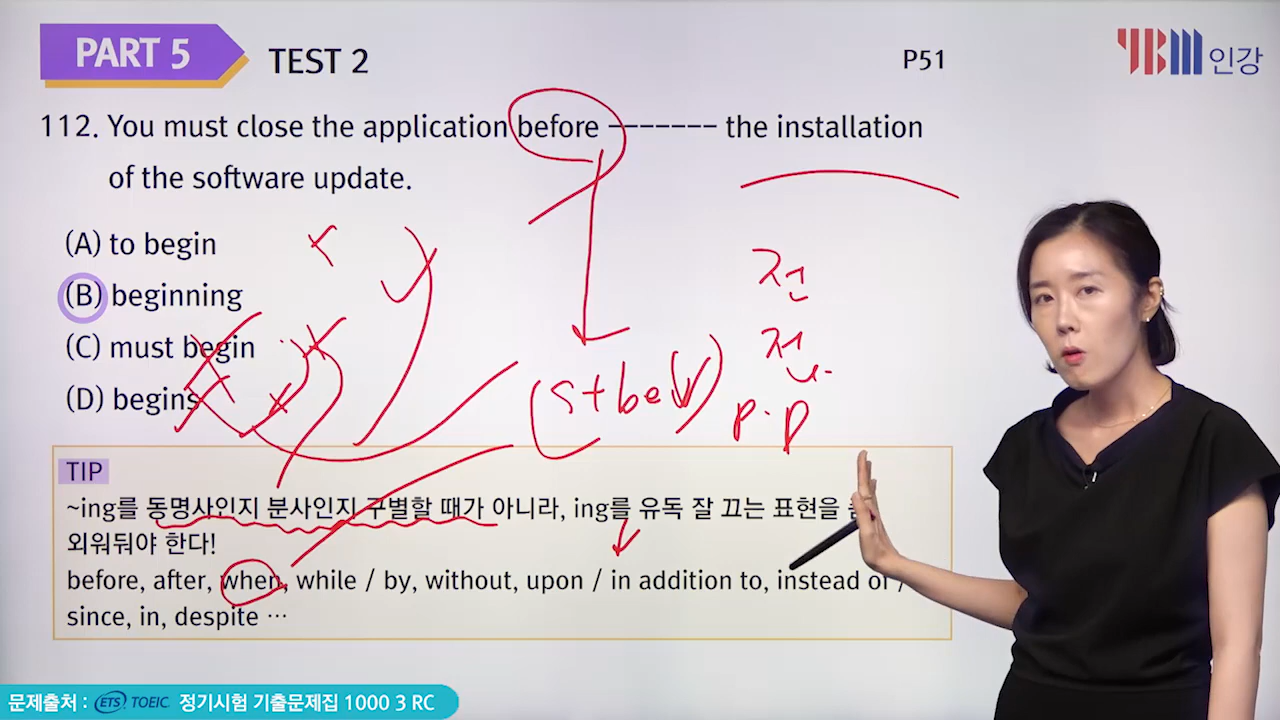 PART 5
TEST 2
P51
YBM 인강
112. You must close the application before ------- the installation
of the software update.
(A) to begin
(B) beginning
(C) must begin
(D) begins
전
전
p.p
(s+be
TIP
~ing를 동명사인지 분사인지 구별할 때가 아니라, ing를 유독 잘 끄는 표현을
외워둬야 한다!
before, after, when, while / by, without, upon / in addition to, instead of /
since, in, despite ···
문제출처 : ETS TOEIC 정기시험 기출문제집 1000 3 RC